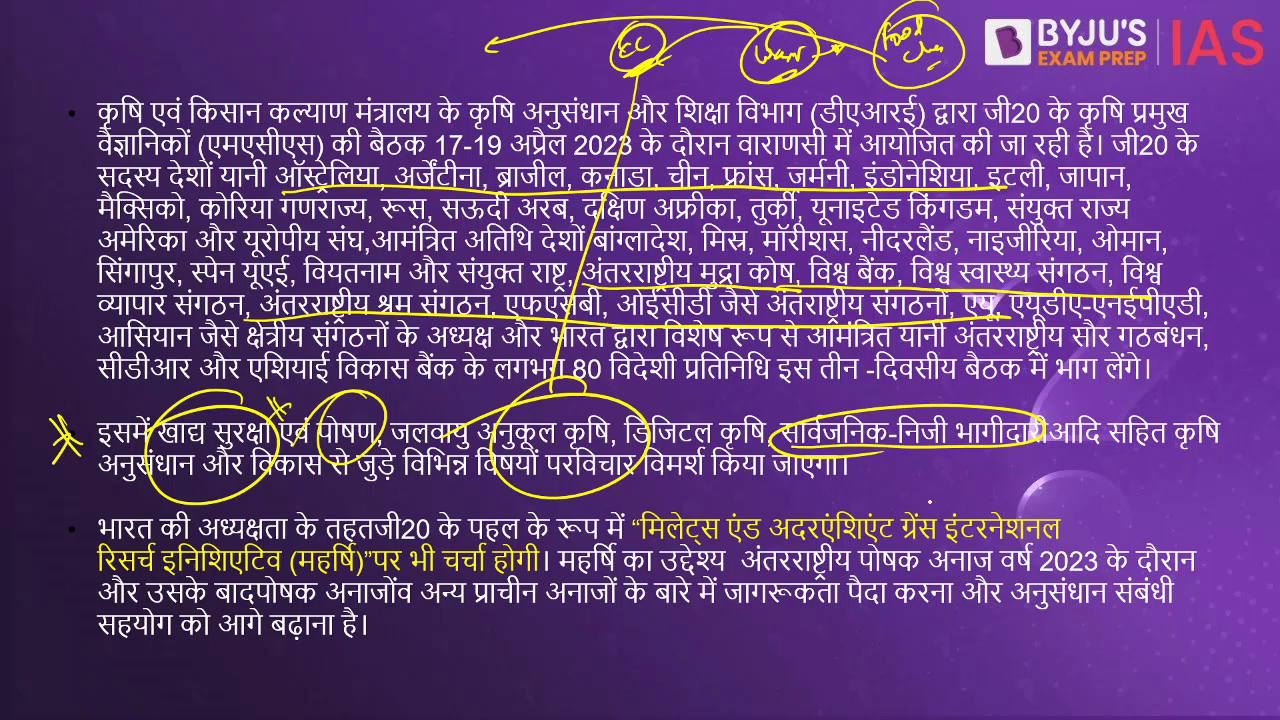 EC
War
Food
BYJU'S
EXAM PREP
IAS
कृषि एवं किसान कल्याण मंत्रालय के कृषि अनुसंधान और शिक्षा विभाग (डीएआरई) द्वारा जी20 के कृषि प्रमुख
वैज्ञानिकों (एमएसीएस) की बैठक 17-19 अप्रैल 2023 के दौरान वाराणसी में आयोजित की जा रही है। जी20 के
सदस्य देशों यानी ऑस्ट्रेलिया, अर्जेंटीना, ब्राजील, कनाडा, चीन, फ्रांस, जर्मनी, इंडोनेशिया, इटली, जापान,
मैक्सिको, कोरिया गणराज्य, रूस, सऊदी अरब, दक्षिण अफ्रीका, तुर्की, यूनाइटेड किंगडम, संयुक्त राज्य
अमेरिका और यूरोपीय संघ,आमंत्रित अतिथि देशों बांग्लादेश, मिस्र, मॉरीशस, नीदरलैंड, नाइजीरिया, ओमान,
सिंगापुर, स्पेन यूएई, वियतनाम और संयुक्त राष्ट्र, अंतरराष्ट्रीय मुद्रा कोष, विश्व बैंक, विश्व स्वास्थ्य संगठन, विश्व
व्यापार संगठन, अंतरराष्ट्रीय श्रम संगठन, एफएसबी, ओईसीडी जैसे अंतराष्ट्रीय संगठनों, एयू, एयूडीए-एनईपीएडी,
आसियान जैसे क्षेत्रीय संगठनों के अध्यक्ष और भारत द्वारा विशेष रूप से आमंत्रित यानी अंतरराष्ट्रीय सौर गठबंधन,
सीडीआर और एशियाई विकास बैंक के लगभग 80 विदेशी प्रतिनिधि इस तीन -दिवसीय बैठक में भाग लेंगे।
इसमें खाद्य सुरक्षा एवं पोषण, जलवायु अनुकूल कृषि, डिजिटल कृषि, सार्वजनिक-निजी भागीदारी आदि सहित कृषि
अनुसंधान और विकास से जुड़े विभिन्न विषयों परविचार विमर्श किया जाएगा।
भारत की अध्यक्षता के तहतजी20 के पहल के रूप में “मिलेट्स एंड अदरएंशिएंट ग्रेंस इंटरनेशनल
रिसर्च इनिशिएटिव (महर्षि)”पर भी चर्चा होगी। महर्षि का उद्देश्य अंतरराष्ट्रीय पोषक अनाज वर्ष 2023 के दौरान
और उसके बादपोषक अनाजोंव अन्य प्राचीन अनाजों के बारे में जागरूकता पैदा करना और अनुसंधान संबंधी
सहयोग को आगे बढ़ाना है।